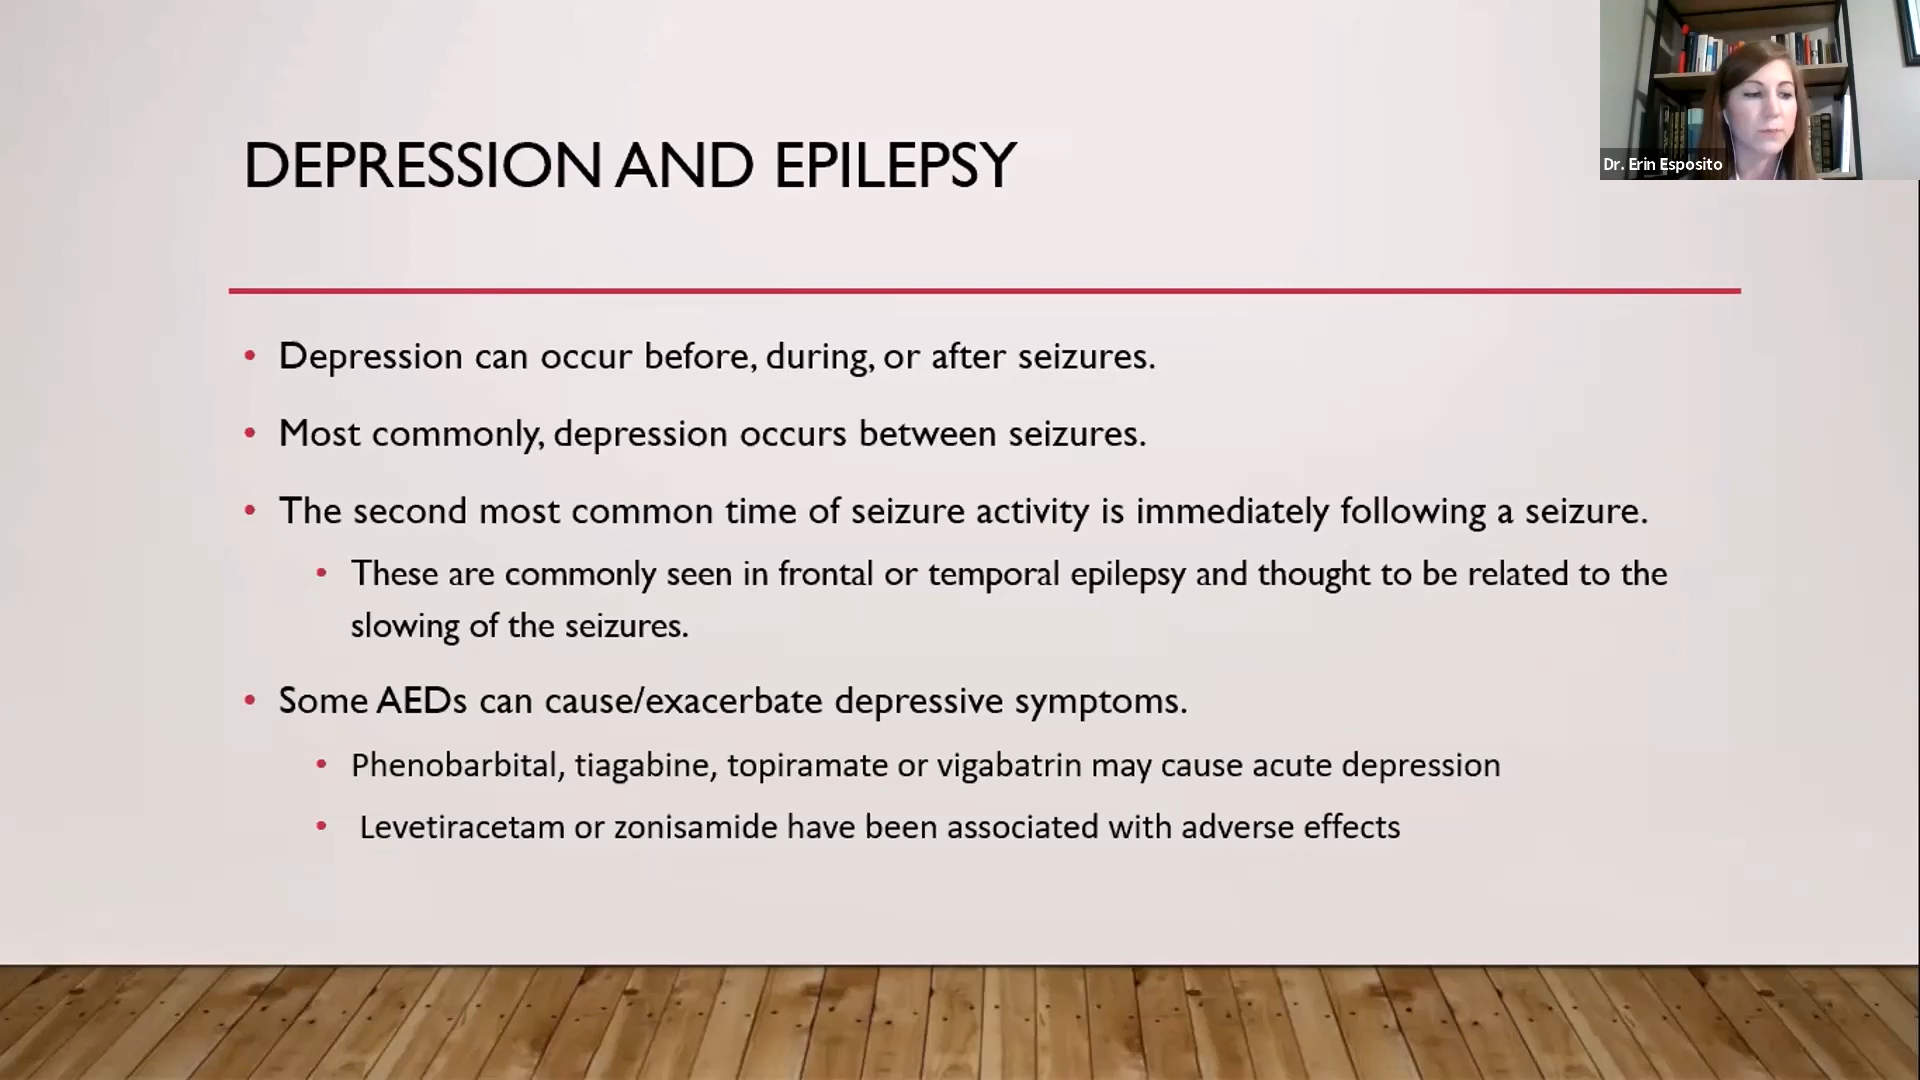 DEPRESSION AND EPILEPSY
Dr. Erin Esposito
• Depression can occur before, during, or after seizures.
• Most commonly, depression occurs between seizures.
• The second most common time of seizure activity is immediately following a seizure.
• These are commonly seen in frontal or temporal epilepsy and thought to be related to the
slowing of the seizures.
• Some AEDs can cause/exacerbate depressive symptoms.
• Phenobarbital, tiagabine, topiramate or vigabatrin may cause acute depression
• Levetiracetam or zonisamide have been associated with adverse effects